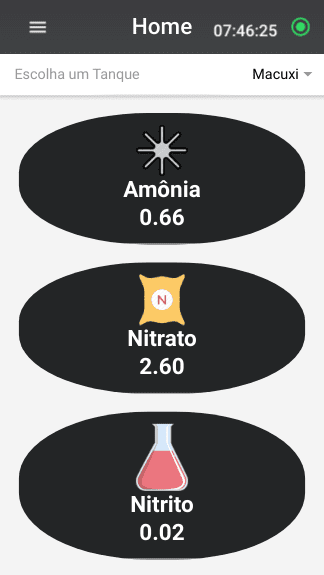 Home
07:46:25
Escolha um Tanque
Macuxi
Amônia
0.66
N
Nitrato
2.60
Nitrito
0.02